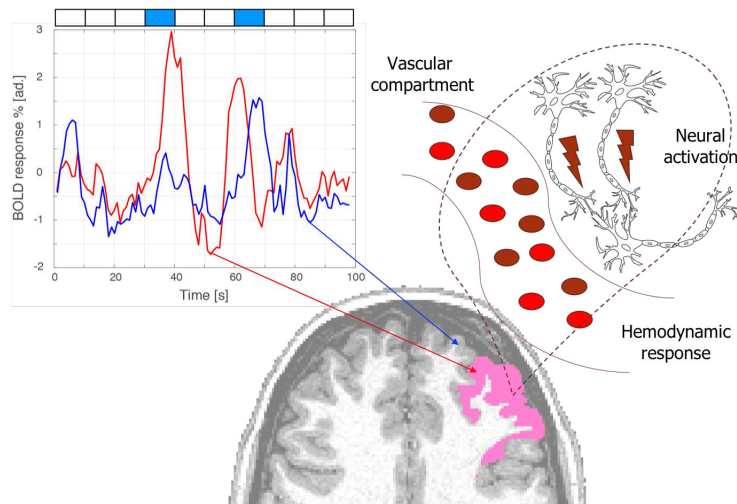 3
2
1
0
-1
-2
BOLD response % [ad.]
0
20
40
60
80
100
Time [s]
Vascular
compartment
Neural
activation
Hemodynamic
response